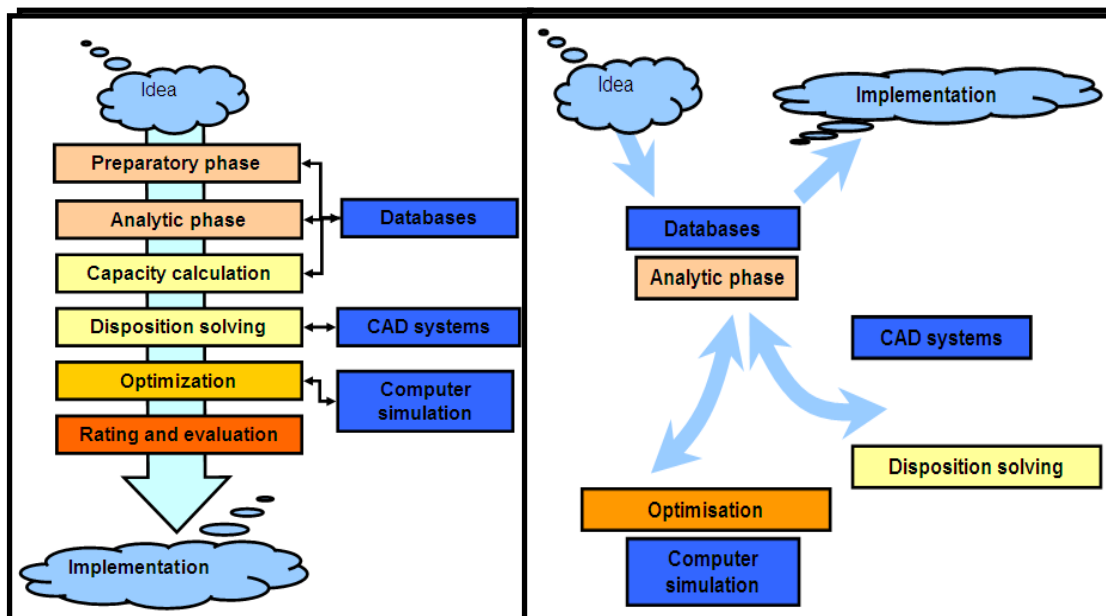 Idea
Preparatory phase
Analytic phase
Databases
Capacity calculation
Disposition solving
CAD systems
Optimization
Computer
simulation
Rating and evaluation
Implementation
Idea
Implementation
Databases
Analytic phase
CAD systems
Disposition solving
Optimisation
Computer
simulation